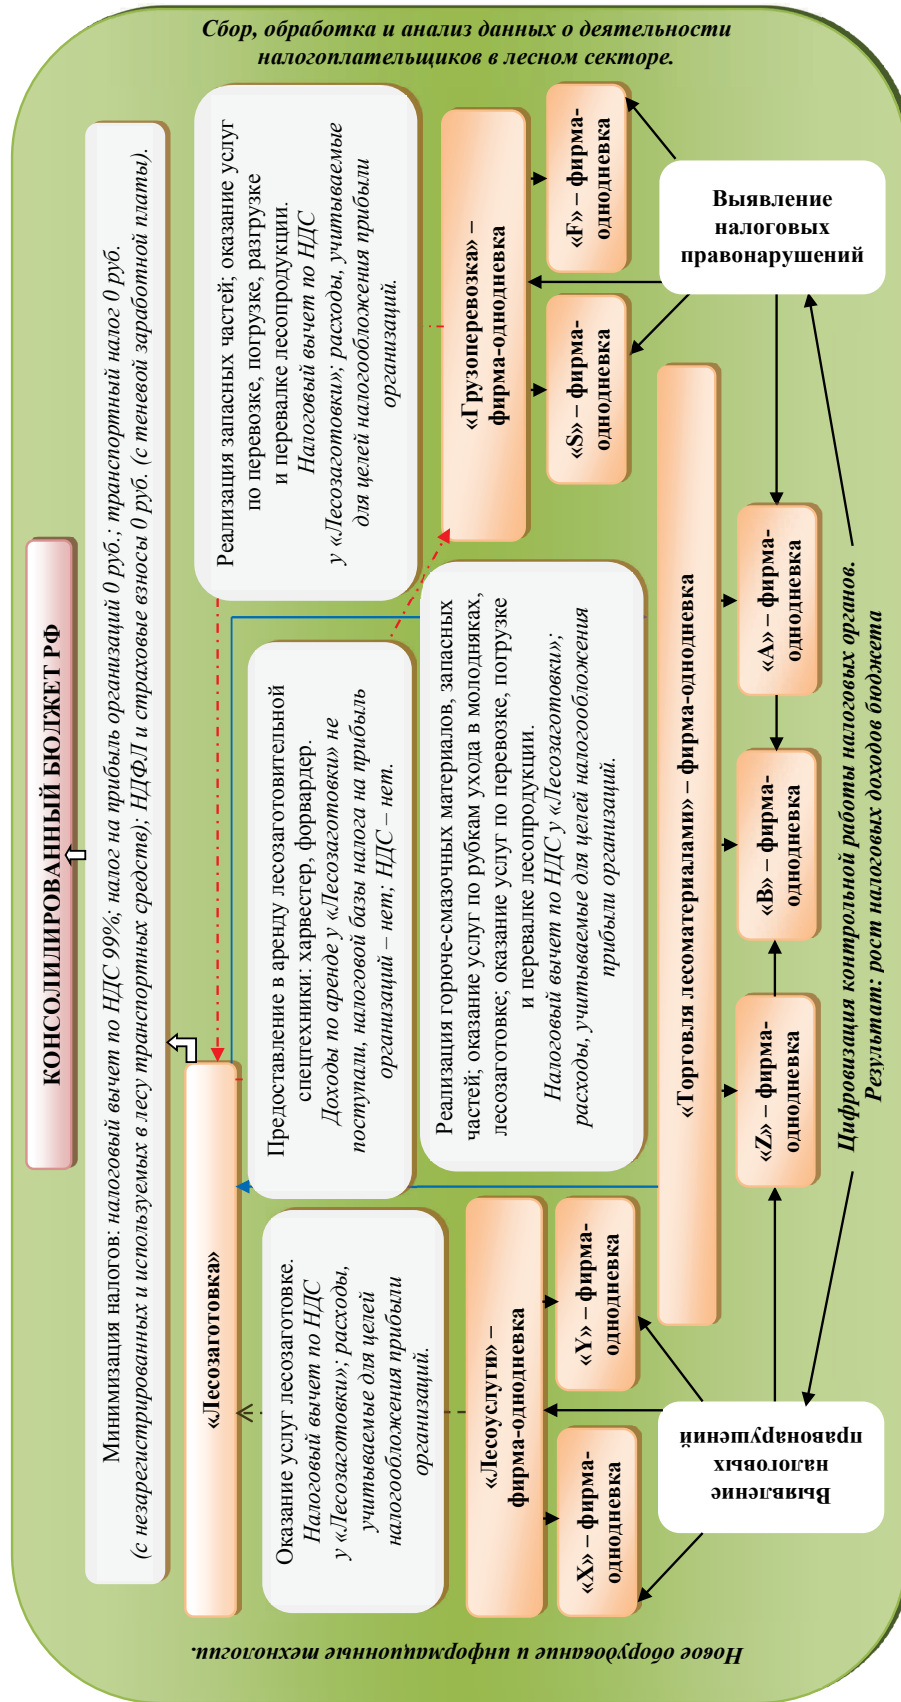 Сбор, обработка и анализ данных о деятельности
налогоплательщиков в лесном секторе.
КОНСОЛИДИРОВАННЫЙ БЮДЖЕТ РФ
Минимизация налогов: налоговый вычет по НДС 99%; налог на прибыль организаций 0 руб.; транспортный налог 0 руб.
(с незарегистрированных и используемых в лесу транспортных средств); НДФЛ и страховые взносы 0 руб. (с теневой заработной платы).
«Лесозаготовка»
Оказание услуг лесозаготовке.
Налоговый вычет по НДС
у «Лесозаготовки»; расходы,
учитываемые для целей
налогообложения прибыли
организаций.
Предоставление в аренду лесозаготовительной
спецтехники: харвестер, форвардер.
Доходы по аренде у «Лесозаготовки» не
поступали, налоговой базы налога на прибыль
организаций – нет; НДС – нет.
Реализация запасных частей; оказание услуг
по перевозке, погрузке, разгрузке
и перевалке лесопродукции.
Налоговый вычет по НДС
у «Лесозаготовки»; расходы, учитываемые
для целей налогообложения прибыли
организаций.
Реализация горюче-смазочных материалов, запасных
частей; оказание услуг по рубкам ухода в молодняках,
лесозаготовке; оказание услуг по перевозке, погрузке
и перевалке лесопродукции.
Налоговый вычет по НДС у «Лесозаготовки»;
расходы, учитываемые для целей налогообложения
прибыли организаций.
«Лесоуслуги» –
фирма-однодневка
«Грузоперевозка» –
фирма-однодневка
«X» – фирма-
однодневка
«Y» – фирма-
однодневка
«S» – фирма-
однодневка
«F» – фирма-
однодневка
«Торговля лесоматериалами» – фирма-однодневка
«Z» – фирма-
однодневка
«B» – фирма-
однодневка
«A» – фирма-
однодневка
Выявление
налоговых
правонарушений
Выявление
налоговых
правонарушений
Цифровизация контрольной работы налоговых органов.
Результат: рост налоговых доходов бюджета
Новое оборудование и информационные технологии.